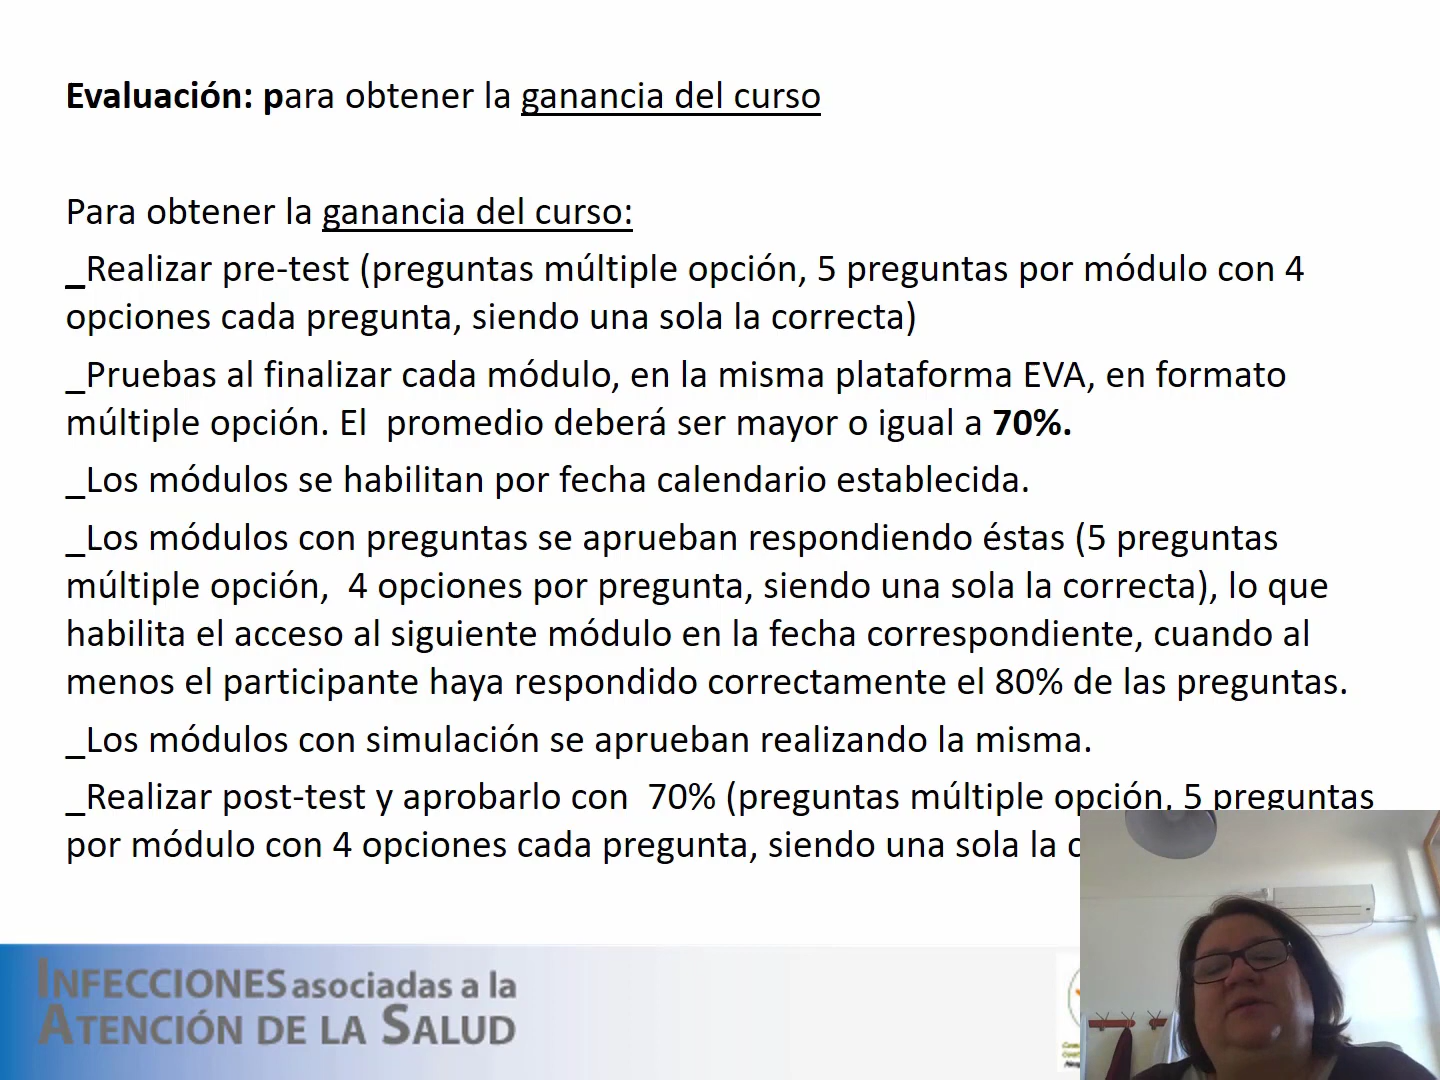 Evaluación: para obtener la ganancia del curso
Para obtener la ganancia del curso:
_Realizar pre-test (preguntas múltiple opción, 5 preguntas por módulo con 4
opciones cada pregunta, siendo una sola la correcta)
_Pruebas al finalizar cada módulo, en la misma plataforma EVA, en formato
múltiple opción. El  promedio deberá ser mayor o igual a 70%.
_Los módulos se habilitan por fecha calendario establecida.
_Los módulos con preguntas se aprueban respondiendo éstas (5 preguntas
múltiple opción,  4 opciones por pregunta, siendo una sola la correcta), lo que
habilita el acceso al siguiente módulo en la fecha correspondiente, cuando al
menos el participante haya respondido correctamente el 80% de las preguntas.
_Los módulos con simulación se aprueban realizando la misma.
_Realizar post-test y aprobarlo con  70% (preguntas múltiple opción, 5 preguntas
por módulo con 4 opciones cada pregunta, siendo una sola la
INFECCIONES asociadas a la
ATENCIÓN DE LA SALUD